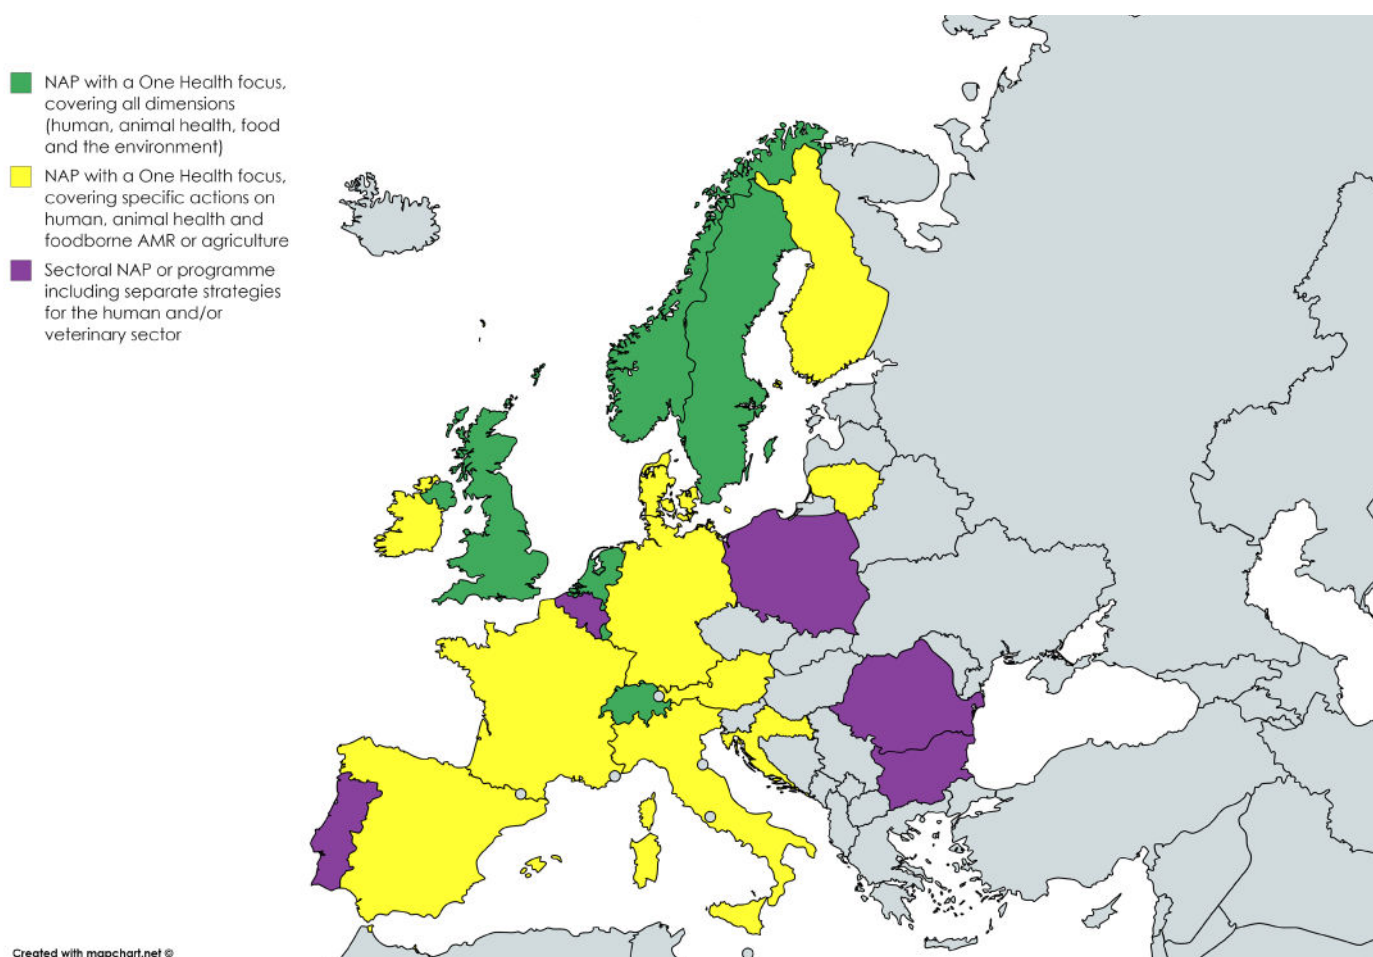 NAP with a One Health focus,
covering all dimensions
(human, animal health, food
and the environment)
NAP with a One Health focus,
covering specific actions on
human, animal health and
foodborne AMR or agriculture
Sectoral NAP or programme
including separate strategies
for the human and/or
veterinary sector
Created with mapchart.net ©